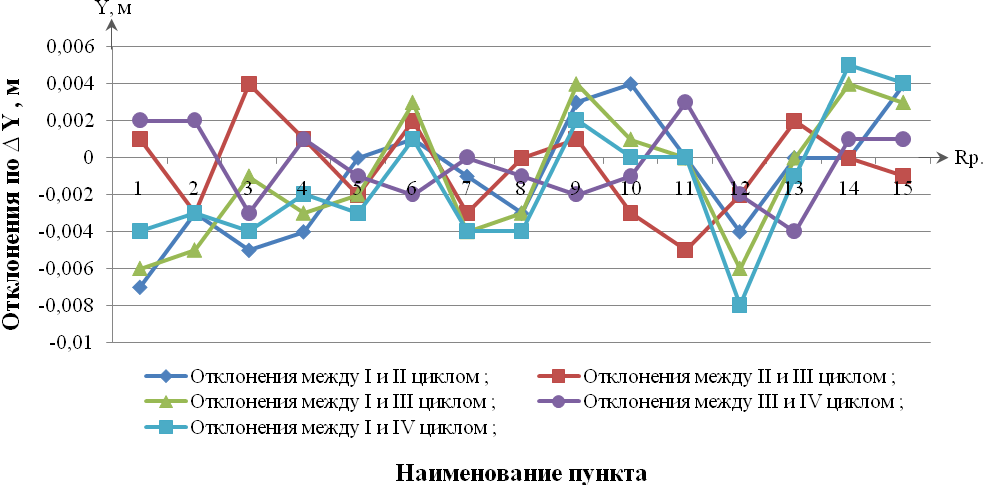 Y, м
Отклонения по △ Y , м
0,006
0,004
0,002
0
-0,002
-0,004
-0,006
-0,008
-0,01
1 2 3 4 5 6 7 8 9 10 11 12 13 14 15
Rp.
Отклонения между I и II циклом ; Отклонения между II и III циклом ;
Отклонения между I и III циклом ; Отклонения между III и IV циклом ;
Отклонения между I и IV циклом ;
Наименование пункта